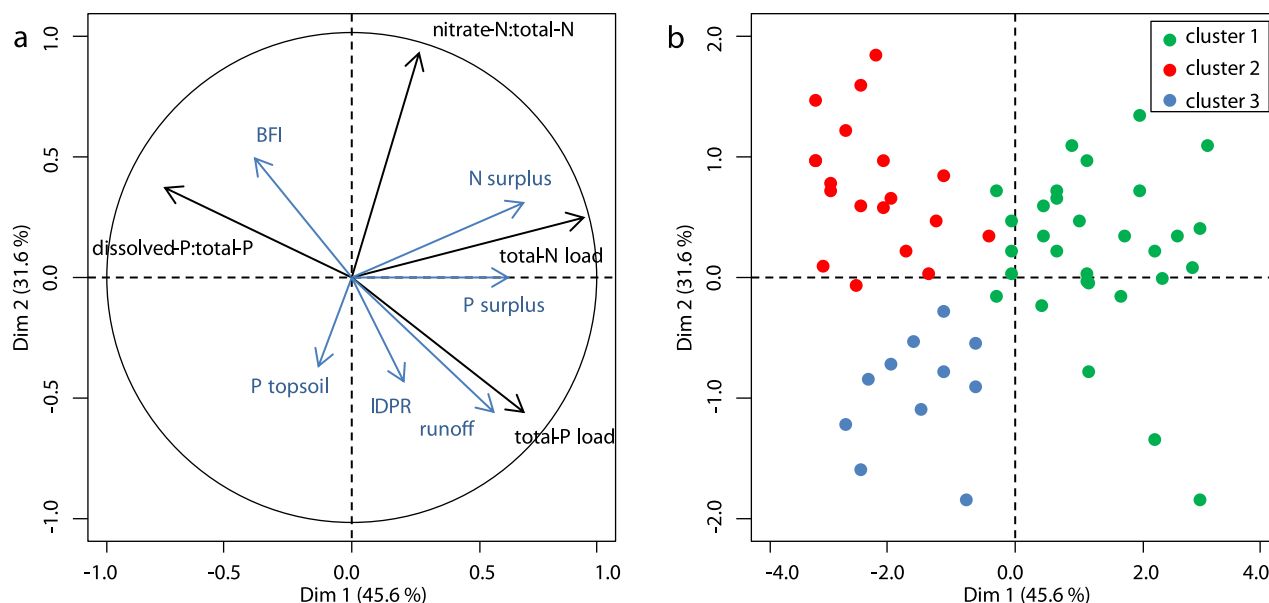 a
nitrate-N:total-N
BFI
N surplus
dissolved-P:total-P
total-N load
P surplus
P topsoil
IDPR
runoff
total-P load
Dim 2 (31.6 %)
1.0
0.5
0.0
-0.5
-1.0
-1.0
-0.5
0.0
0.5
1.0
Dim 1 (45.6 %)
b
cluster 1
cluster 2
cluster 3
Dim 2 (31.6 %)
2.0
1.0
0.0
-1.0
-2.0
-4.0
-2.0
0.0
2.0
4.0
Dim 1 (45.6 %)